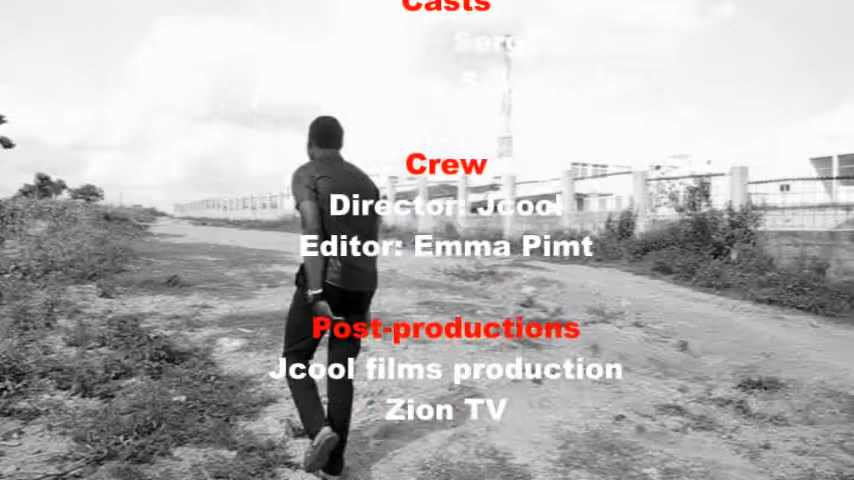 Casts
Crew
Director: Jcool
Editor: Emma Pimt
Post-productions
Jcool films production
Zion TV